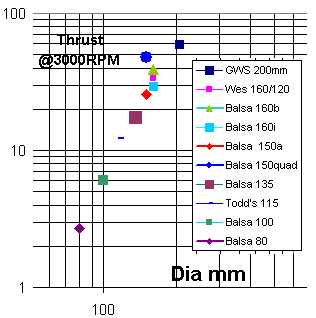 100
Thrust
@3000RPM
GWS 200mm
Wes 160/120
Balsa 160b
Balsa 160i
Balsa 150a
Balsa 150quad
Balsa 135
Todd's 115
Balsa 100
Balsa 80
10
Dia mm
1
100